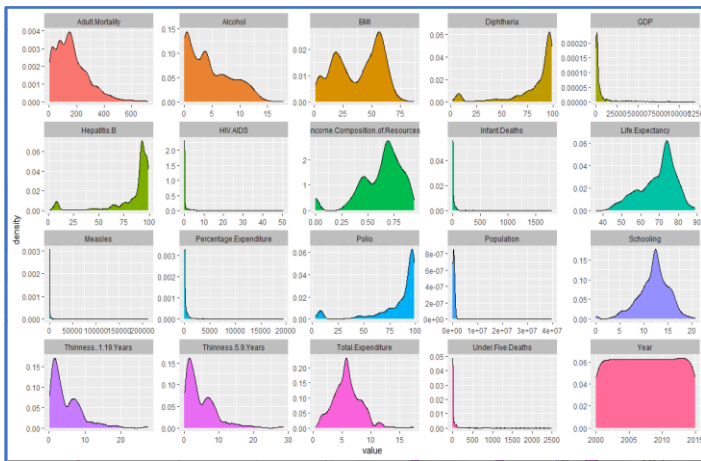 Adult.Mortality Alcohol BMI Diphtheria GDP
0.004 0.003 0.002 0.001 0.000
0 200 400 600
0.15 0.10 0.05 0.00
0 5 10 15
0.02 0.01 0.00
0 25 50 75
0.06 0.04 0.02 0.00
0 25 50 75 100
0.00020 0.00015 0.00010 0.00005 0.00000
0 25000 50000 75000
Hepatitis.B HIV.AIDS Income.Composition.of.Resources Infant.Deaths Life.Expectancy
0.06 0.04 0.02 0.00
0 25 50 75 100
2.0 1.5 1.0 0.5 0.0
0 10 20 30 40 50
2 1 0
0.00 0.25 0.50 0.75
0.04 0.02 0.00
0 500 1000 1500
0.06 0.04 0.02 0.00
40 50 60 70 80 90
Measles Percentage.Expenditure Polio Population Schooling
0.003 0.002 0.001 0.000
0 50000 100000 150000 200000
0.003 0.002 0.001 0.000
0 5000 10000 15000 20000
0.06 0.04 0.02 0.00
0 25 50 75 100
8e-07 6e-07 4e-07 2e-07 0e+00
0e+00 1e+07 2e+07 3e+07 4e+07
0.15 0.10 0.05 0.00
0 5 10 15 20
Thinness..1.19.Years Thinness.5.9.Years Total.Expenditure Under.Five.Deaths Year
0.15 0.10 0.05 0.00
0 10 20
0.15 0.10 0.05 0.00
0 10 20 30
0.20 0.15 0.10 0.05 0.00
0 5 10 15
0.05 0.04 0.03 0.02 0.01 0.00
0 500 1000 1500 2000 2500
0.06 0.04 0.02 0.00
2000 2005 2010 2015
density
value